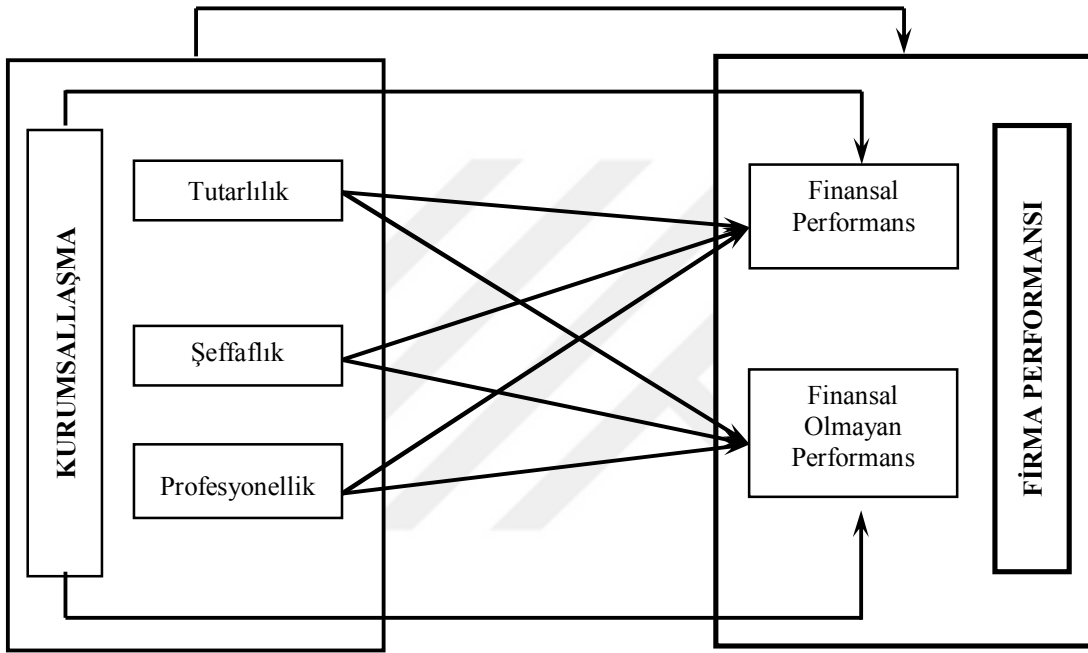 KURUMSALLAŞMA
Tutarlılık
Şeffaflık
Profesyonellik
Finansal
Performans
Finansal
Olmayan
Performans
FİRMA PERFORMANSI